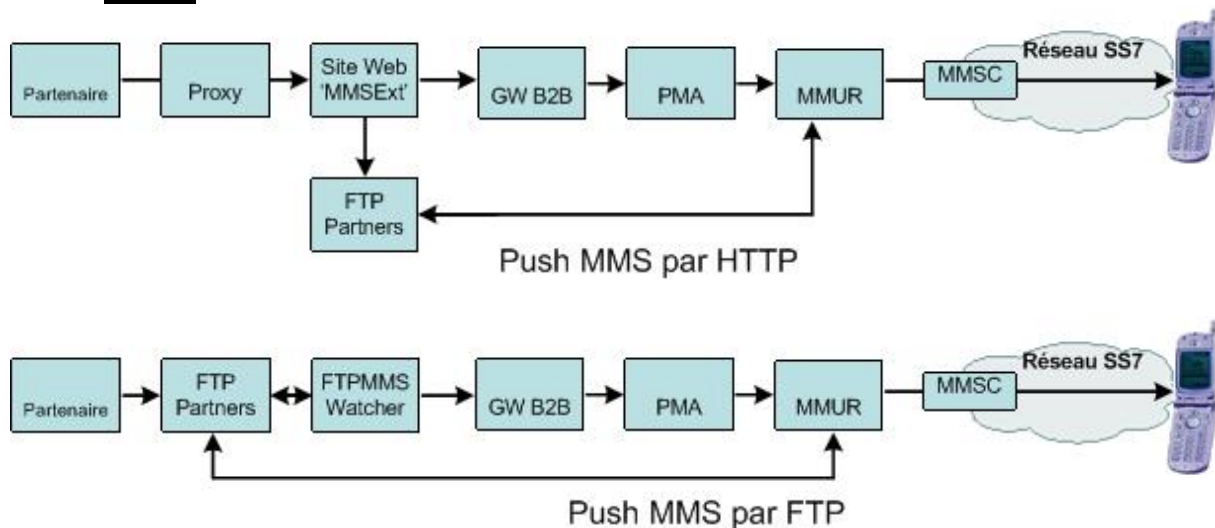 Partenaire
Proxy
Site Web
'MMSExt'
GW B2B
PMA
MMUR
MMSC
Réseau SS7
FTP
Partners
Push MMS par HTTP
Partenaire
FTP
Partners
FTPMMS
Watcher
GW B2B
PMA
MMUR
MMSC
Réseau SS7
Push MMS par FTP